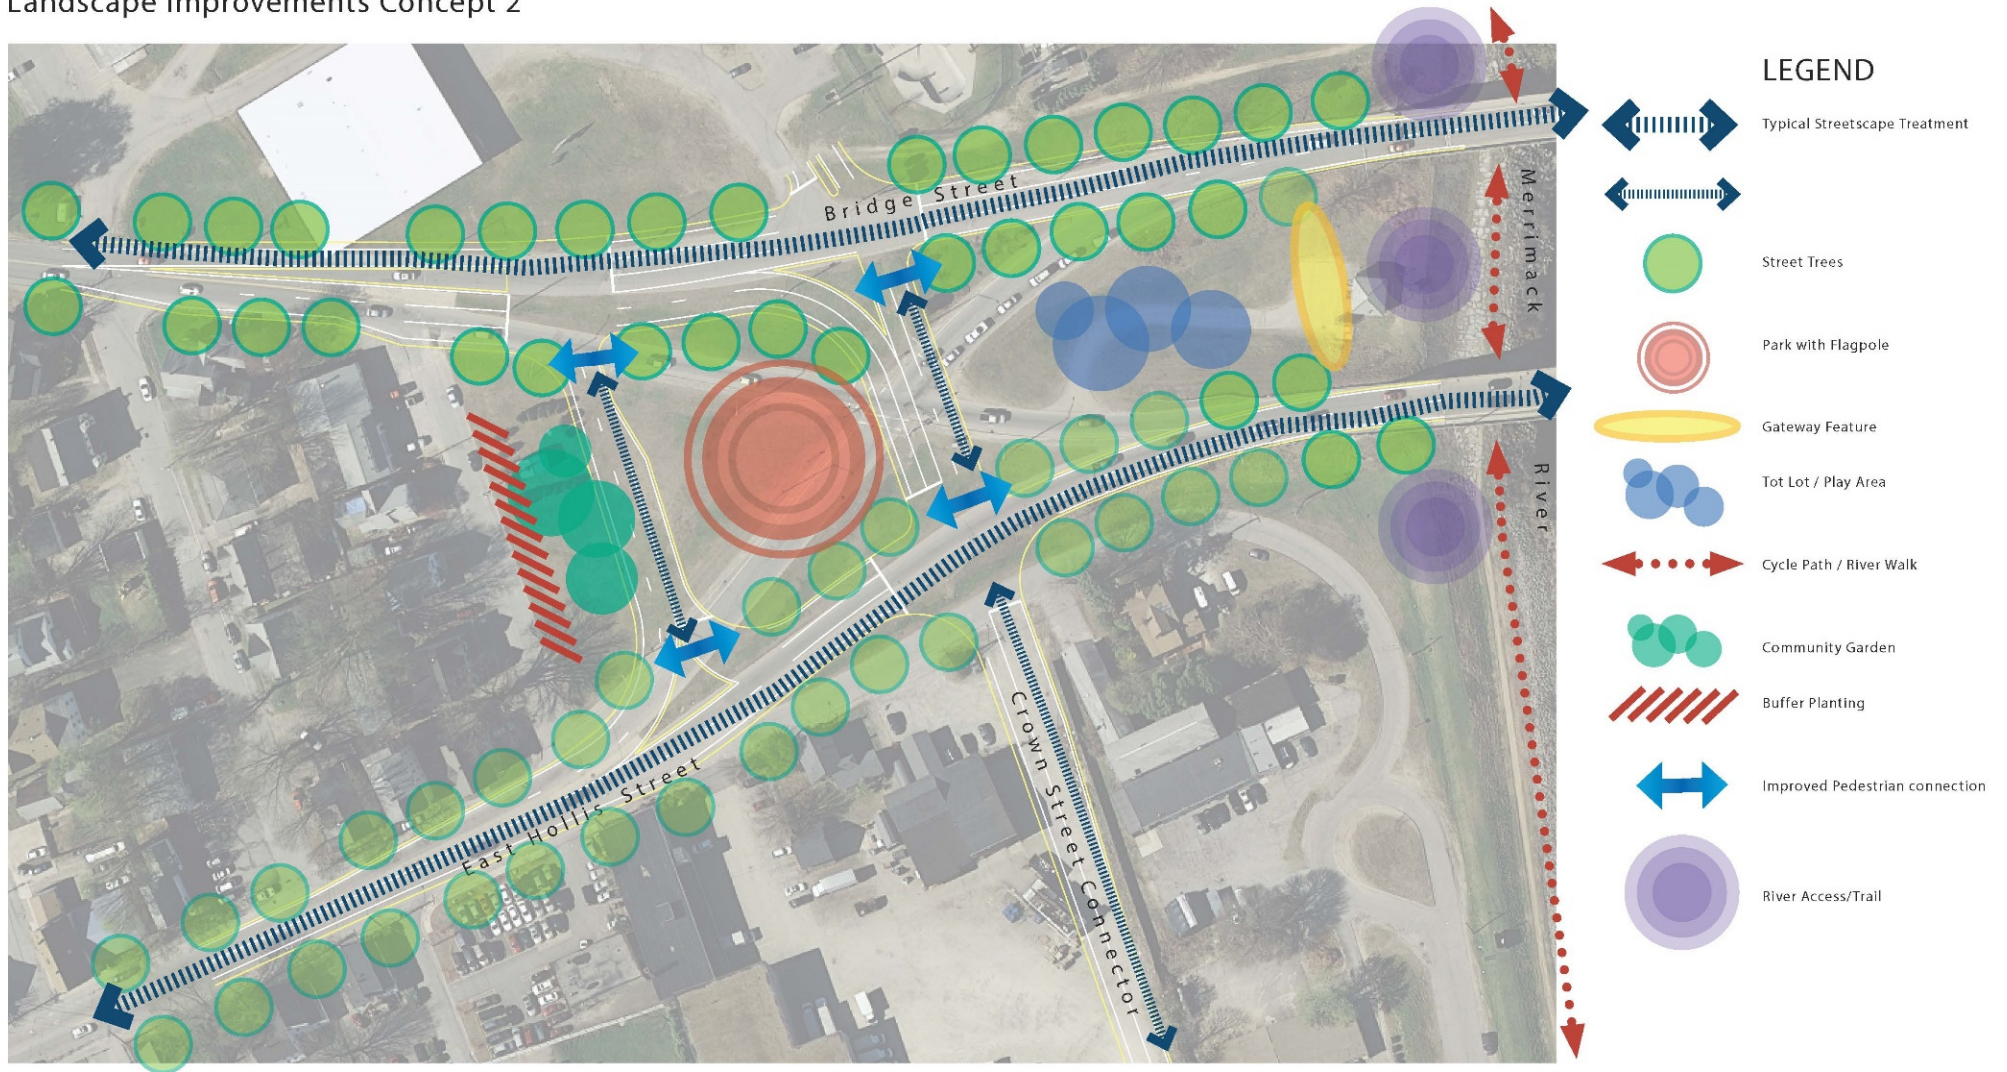 Landscape Improvements Concept 2
LEGEND
Typical Streetscape Treatment
Street Trees
Park with Flagpole
Gateway Feature
Tot Lot / Play Area
Cycle Path / River Walk
Community Garden
Buffer Planting
Improved Pedestrian connection
River Access/Trail
Bridge Street
Merrimack
River
East Hollis Street
Crown Street Connector